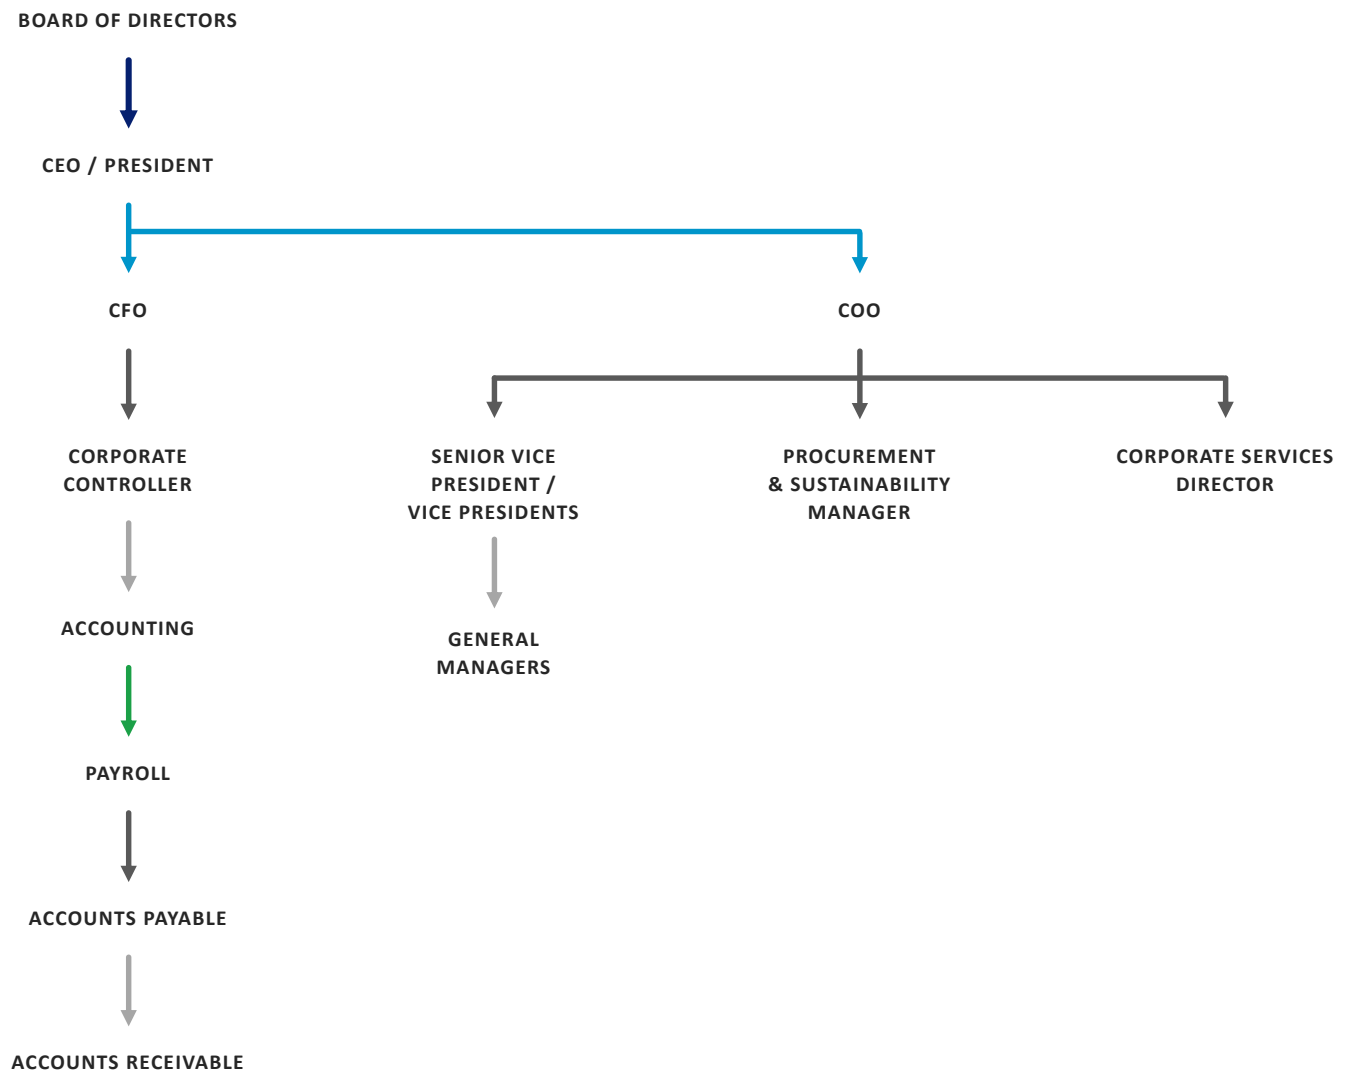 BOARD OF DIRECTORS
CEO / PRESIDENT
CFO
COO
CORPORATE
CONTROLLER
SENIOR VICE
PRESIDENT /
VICE PRESIDENTS
PROCUREMENT
& SUSTAINABILITY
MANAGER
CORPORATE SERVICES
DIRECTOR
ACCOUNTING
GENERAL
MANAGERS
PAYROLL
ACCOUNTS PAYABLE
ACCOUNTS RECEIVABLE